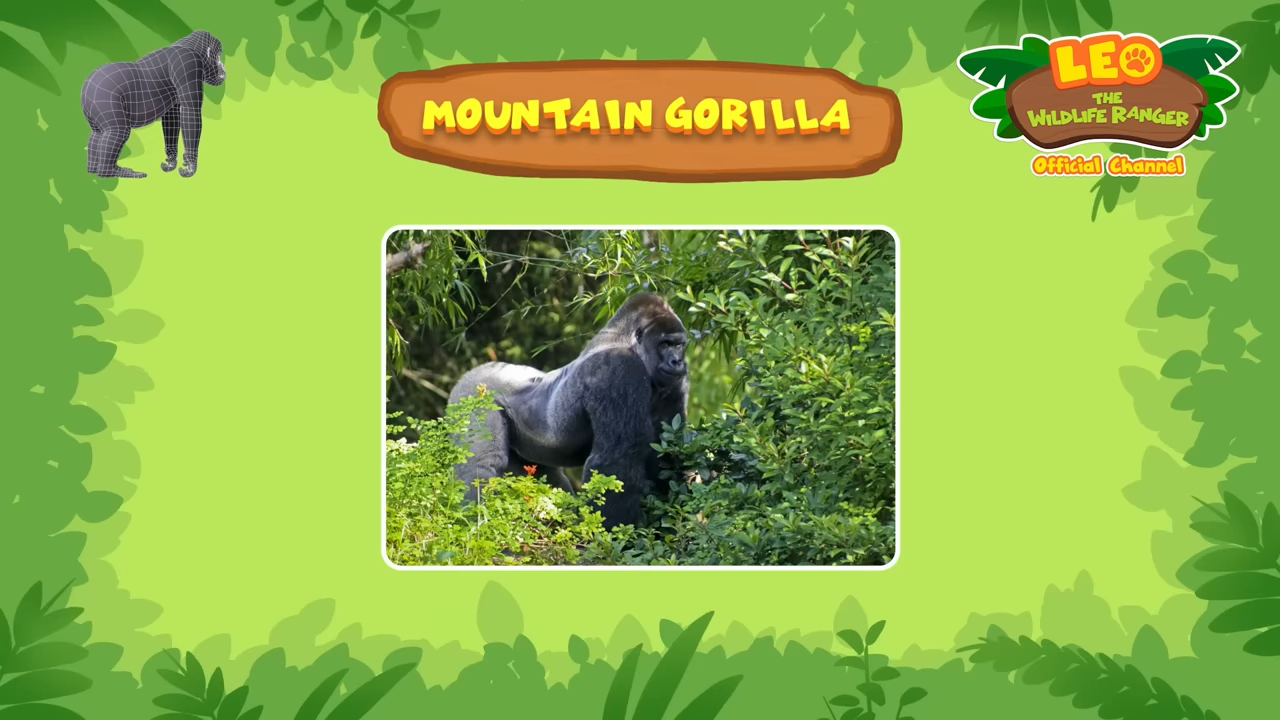 MOUNTAIN GORILLA
LEO
THE
WILDLIFE RANGER
Official Channel